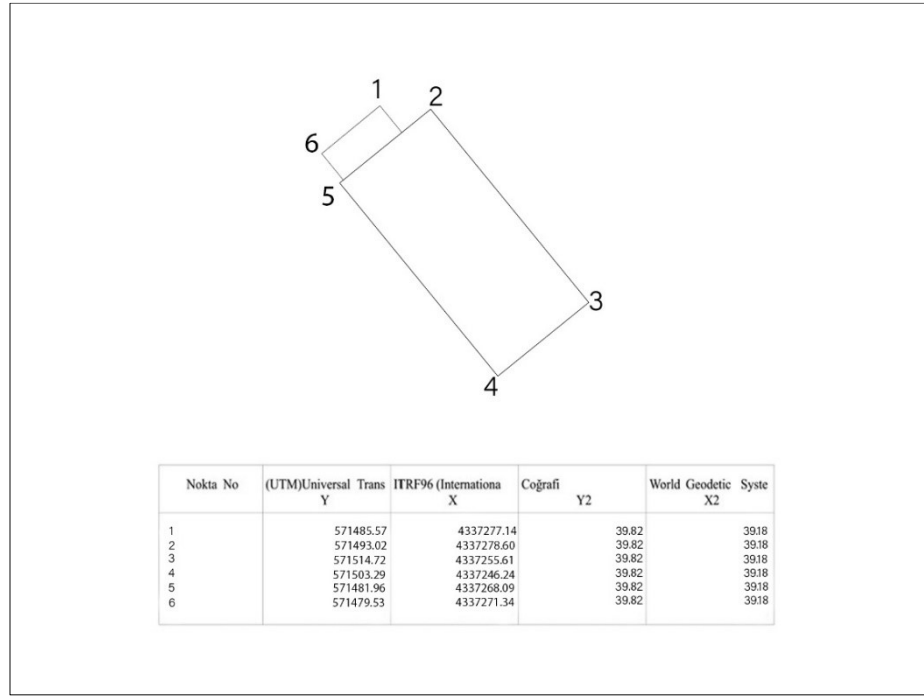 1
2
6
5
3
4
Nokta No (UTM)Universal Trans ITRF96 (Internationa Coğrafi World Geodetic Syste
Y X Y2 X2
1 571485.57 4337277.14 39.82 39.18
2 571493.02 4337278.60 39.82 39.18
3 571514.72 4337255.61 39.82 39.18
4 571503.29 4337246.24 39.82 39.18
5 571481.96 4337268.09 39.82 39.18
6 571479.53 4337271.34 39.82 39.18